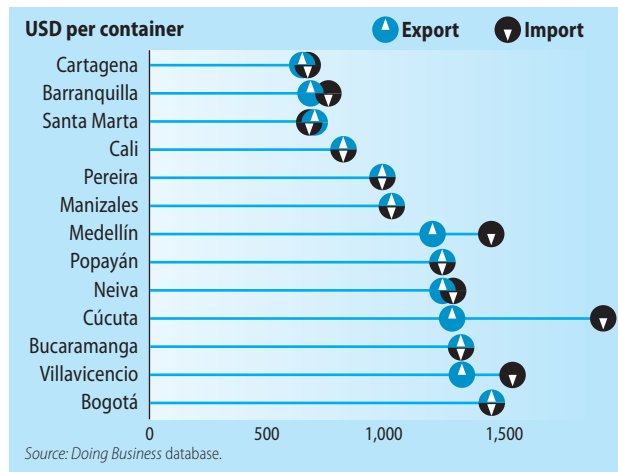 USD per container
Export
Import
Cartagena
Barranquilla
Santa Marta
Cali
Pereira
Manizales
Medellín
Popayán
Neiva
Cúcuta
Bucaramanga
Villavicencio
Bogotá
0 500 1,000 1,500
Source: Doing Business database.